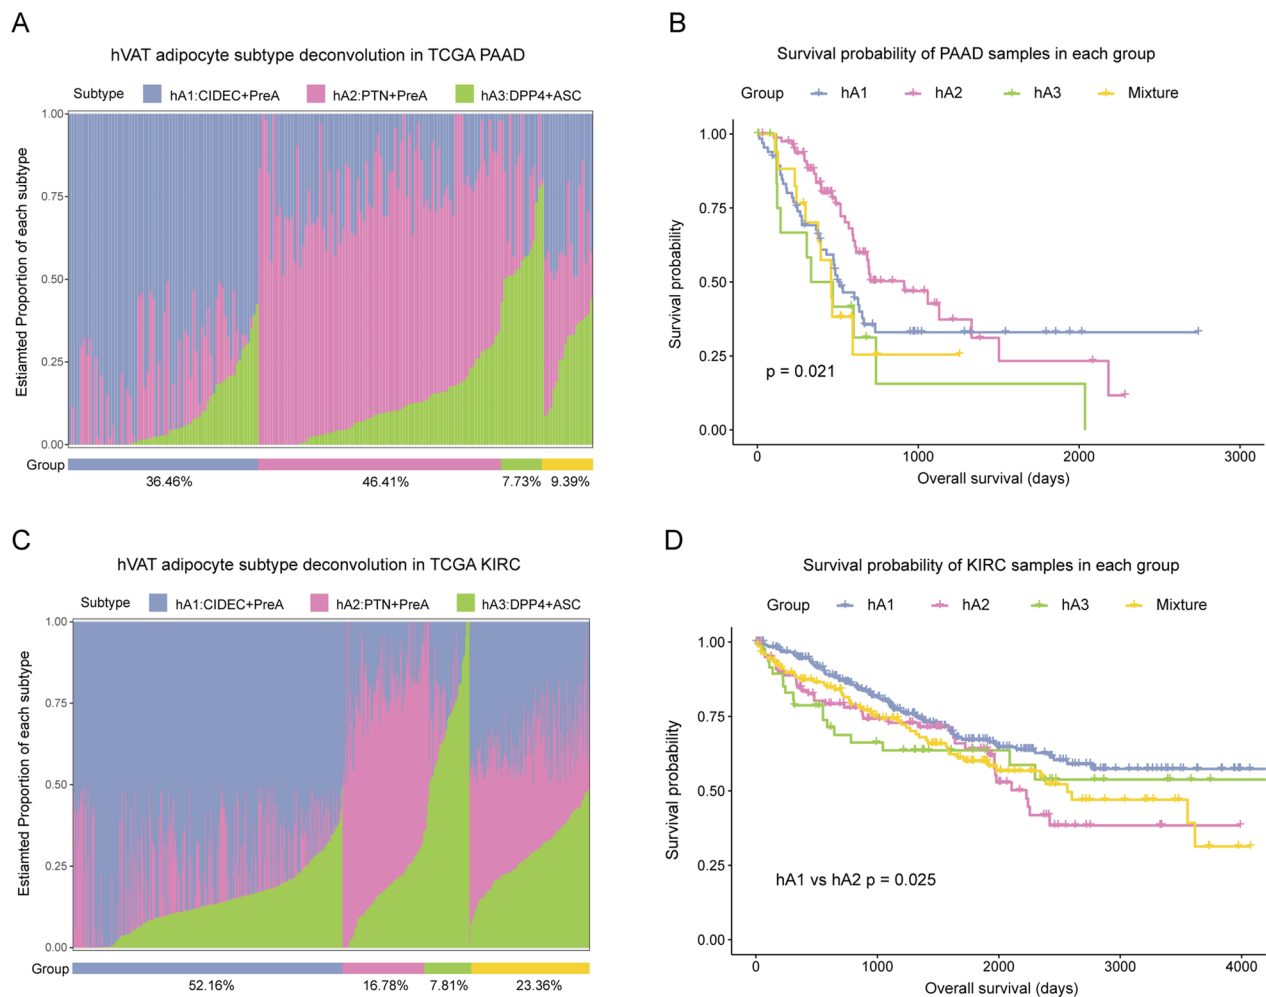 A
hVAT adipocyte subtype deconvolution in TCGA PAAD
Subtype hA1:CIDEC+PreA hA2:PTN+PreA hA3:DPP4+ASC
Estiamted Proportion of each subtype
1.00
0.75
0.50
0.25
0.00
Group
36.46% 46.41% 7.73% 9.39%
B
Survival probability of PAAD samples in each group
Group hA1 hA2 hA3 Mixture
Survival probability
1.00
0.75
0.50
0.25
0.00
p = 0.021
0 1000 2000 3000
Overall survival (days)
C
hVAT adipocyte subtype deconvolution in TCGA KIRC
Subtype hA1:CIDEC+PreA hA2:PTN+PreA hA3:DPP4+ASC
Estiamted Proportion of each subtype
1.00
0.75
0.50
0.25
0.00
Group
52.16% 16.78% 7.81% 23.36%
D
Survival probability of KIRC samples in each group
Group hA1 hA2 hA3 Mixture
Survival probability
1.00
0.75
0.50
0.25
0.00
hA1 vs hA2 p = 0.025
0 1000 2000 3000 4000
Overall survival (days)